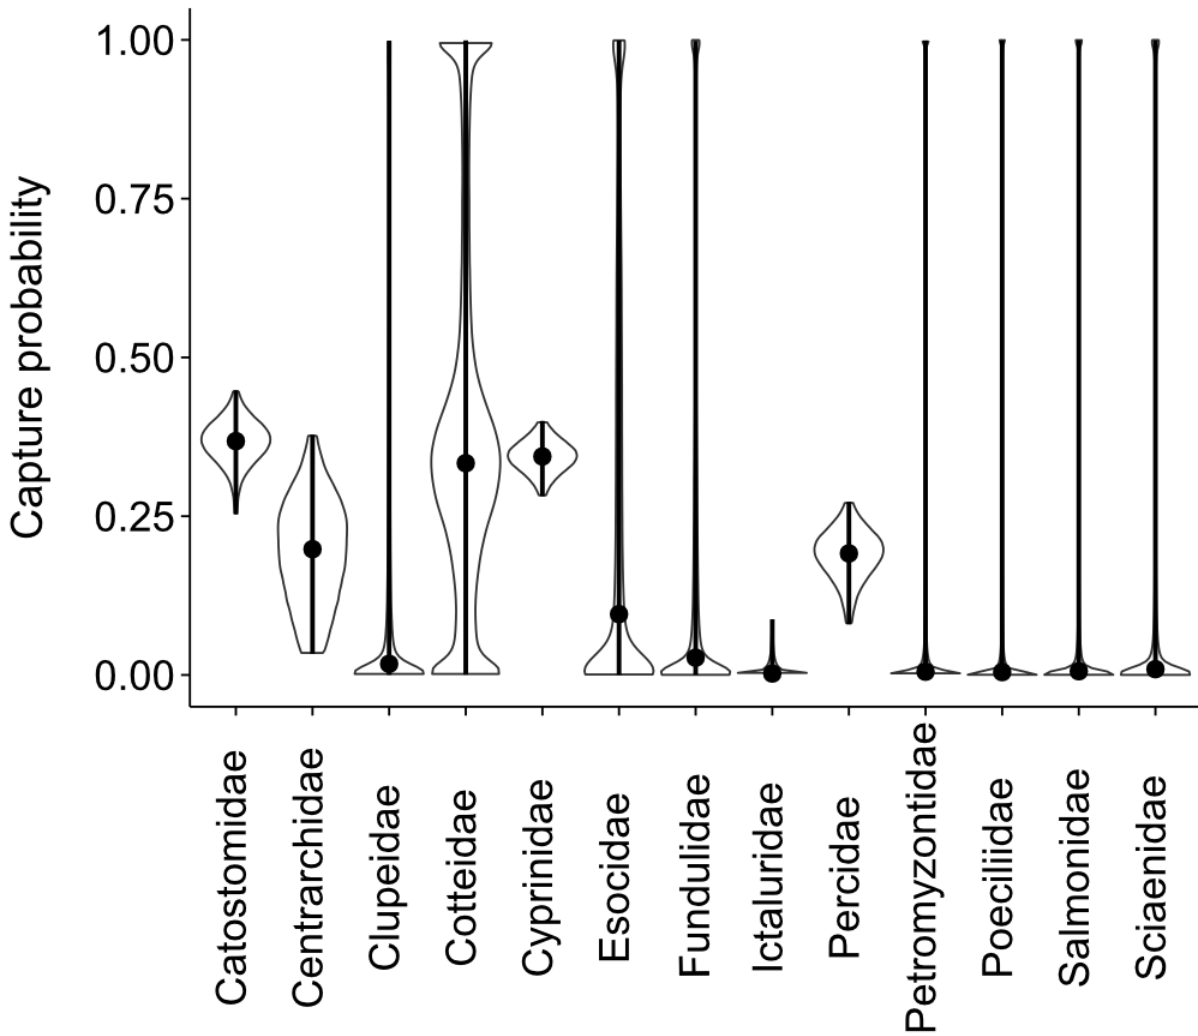 Capture probability
1.00
0.75
0.50
0.25
0.00
Catostomidae
Centrarchidae
Clupeidae
Cotteidae
Cyprinidae
Esocidae
Fundulidae
Ictaluridae
Percidae
Petromyzontidae
Poeciliidae
Salmonidae
Sciaenidae